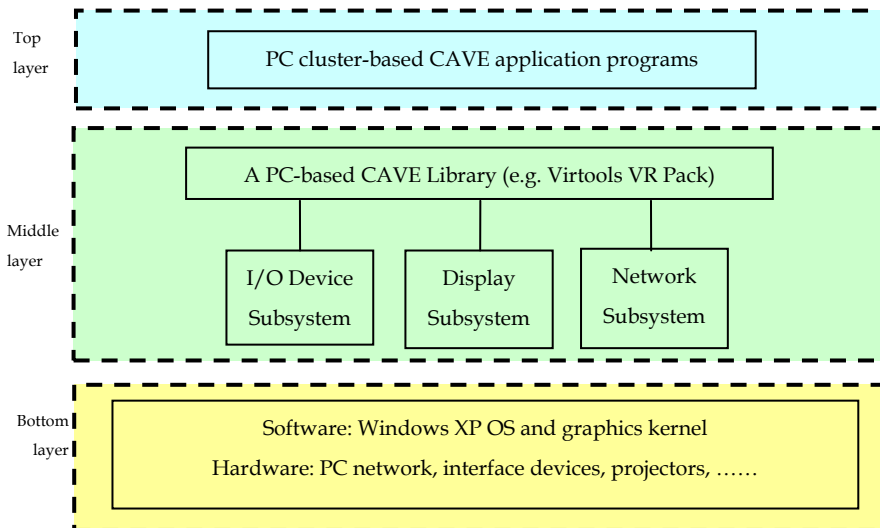 Top
layer
PC cluster-based CAVE application programs
Middle
layer
A PC-based CAVE Library (e.g. Virtools VR Pack)
I/O Device
Subsystem
Display
Subsystem
Network
Subsystem
Bottom
layer
Software: Windows XP OS and graphics kernel
Hardware: PC network, interface devices, projectors, ……